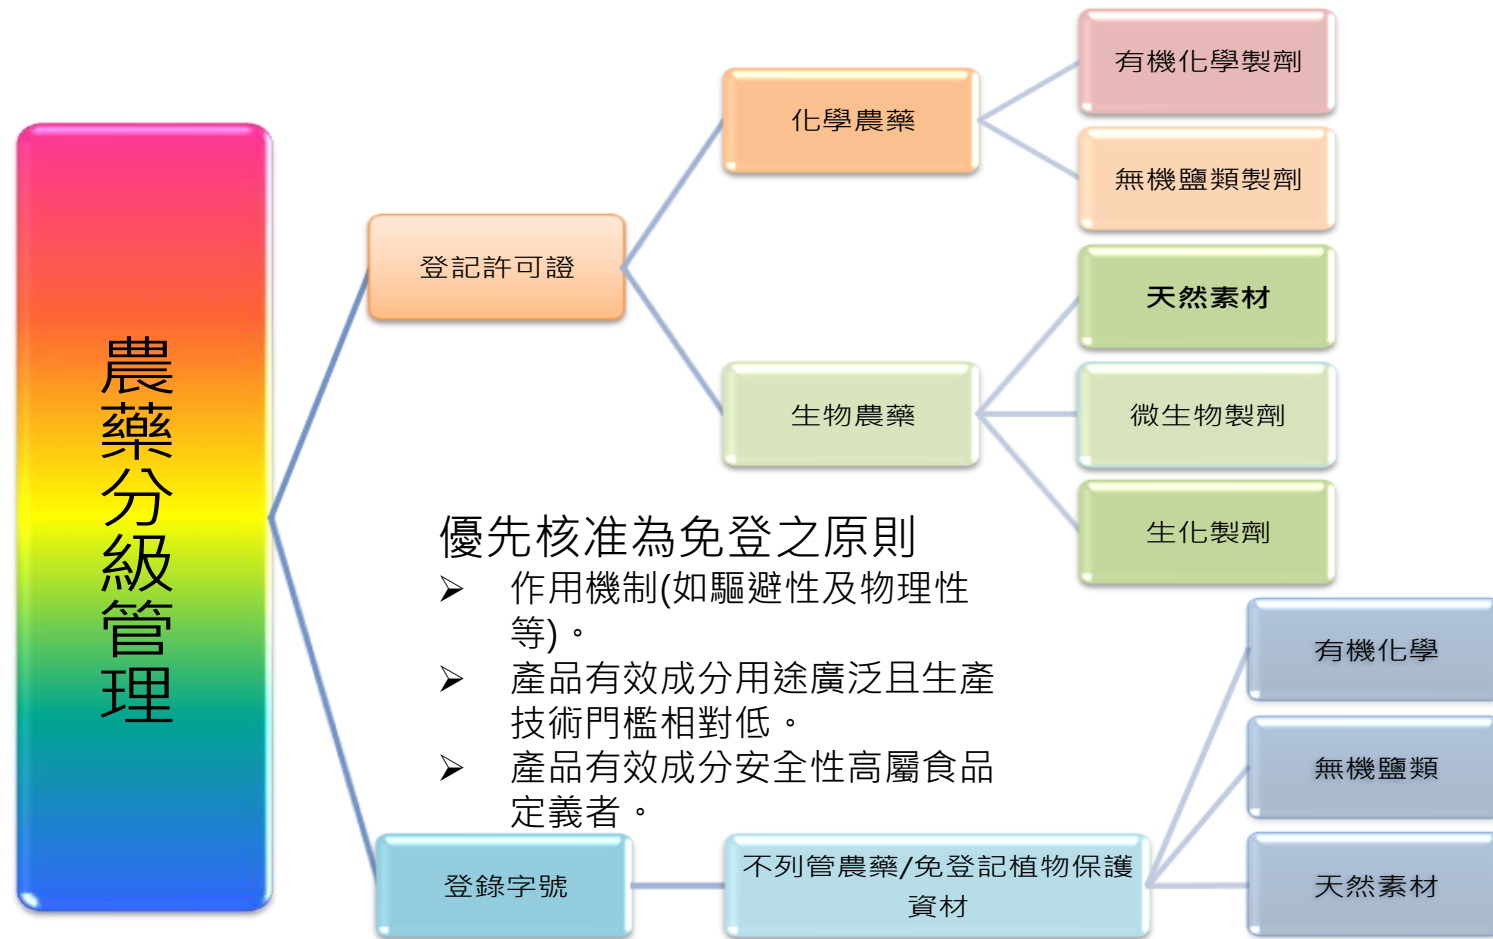 農藥分級管理
登記許可證
化學農藥
有機化學製劑
無機鹽類製劑
生物農藥
天然素材
微生物製劑
生化製劑
優先核准為免登之原則
➢ 作用機制(如驅避性及物理性
等)。
➢ 產品有效成分用途廣泛且生產
技術門檻相對低。
➢ 產品有效成分安全性高屬食品
定義者。
登錄字號
不列管農藥/免登記植物保護
資材
有機化學
無機鹽類
天然素材